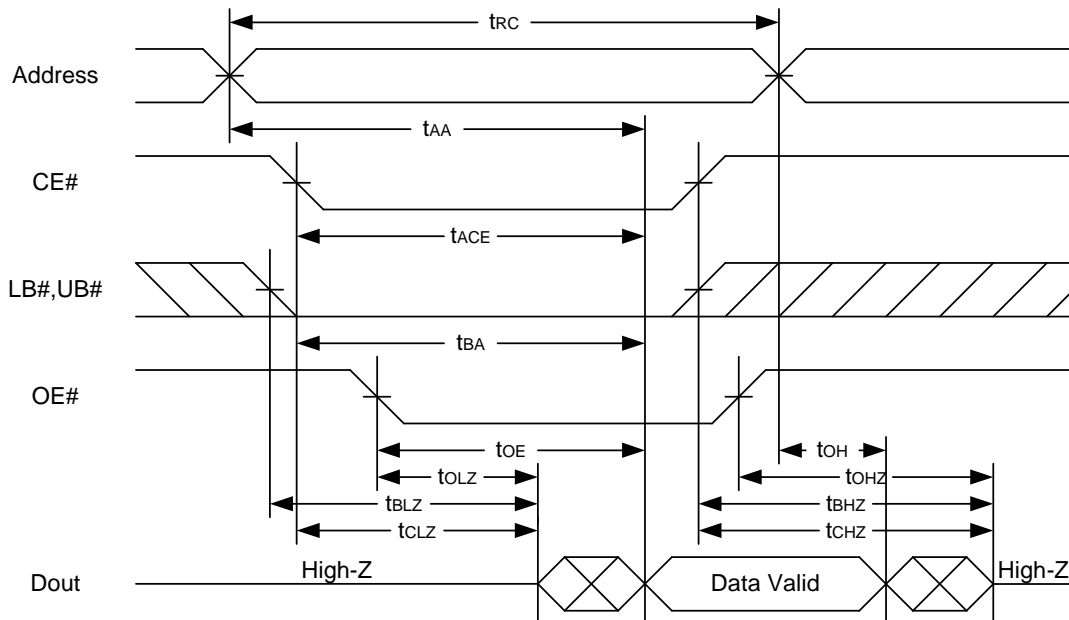 tRC
Address
tAA
CE#
tACE
LB#,UB#
tBA
OE#
tOE
tOH
tOLZ
tOHZ
tBLZ
tBHZ
tCLZ
tCHZ
Dout
High-Z
Data Valid
High-Z